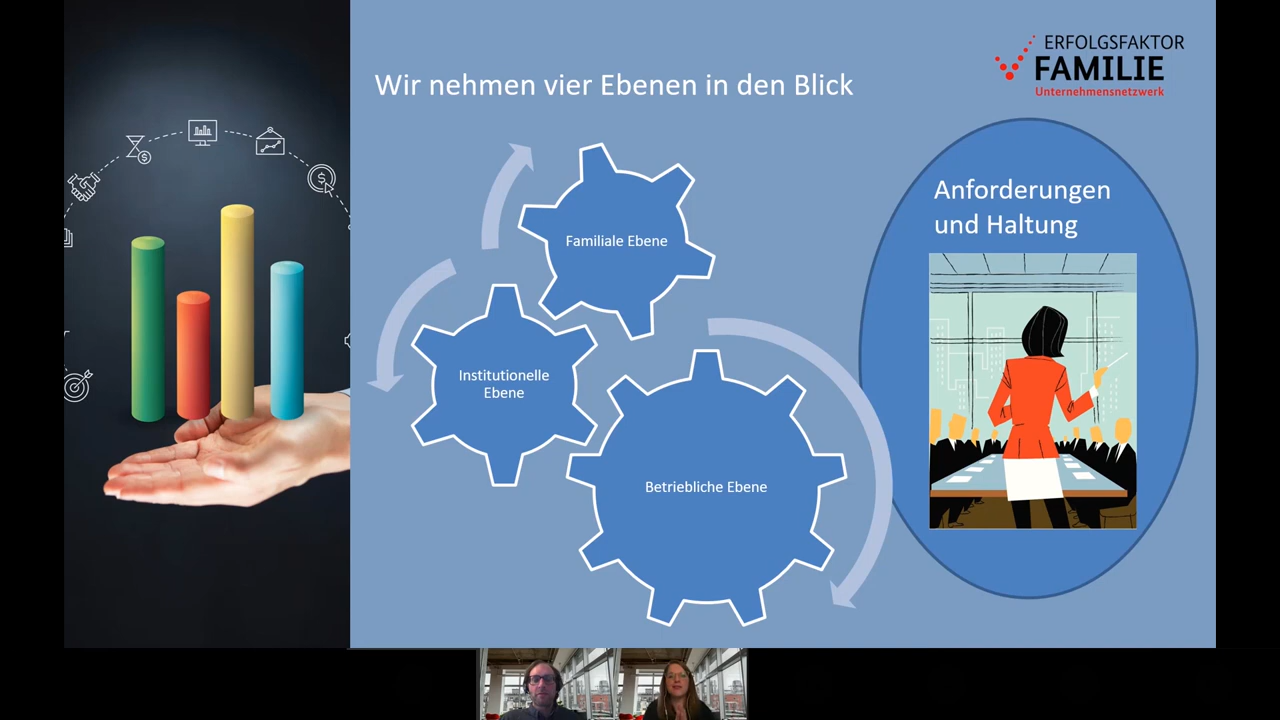 Wir nehmen vier Ebenen in den Blick
ERFOLGSFAKTOR
FAMILIE
Unternehmensnetzwerk
Anforderungen
und Haltung
Familiale Ebene
Institutionelle
Ebene
Betriebliche Ebene